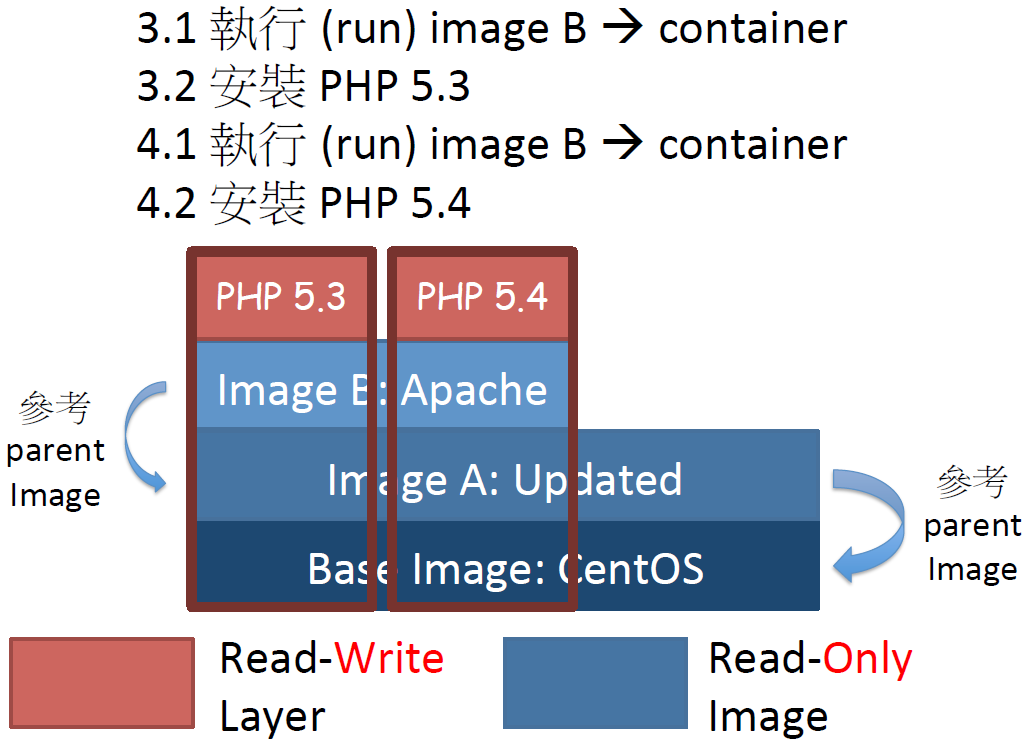 3.1 執行 (run) image B → container
3.2 安裝 PHP 5.3
4.1 執行 (run) image B → container
4.2 安裝 PHP 5.4
PHP 5.3
PHP 5.4
Image B: Apache
參考
parent
Image
Image A: Updated
參考
parent
Image
Base Image: CentOS
Read-Write
Layer
Read-Only
Image